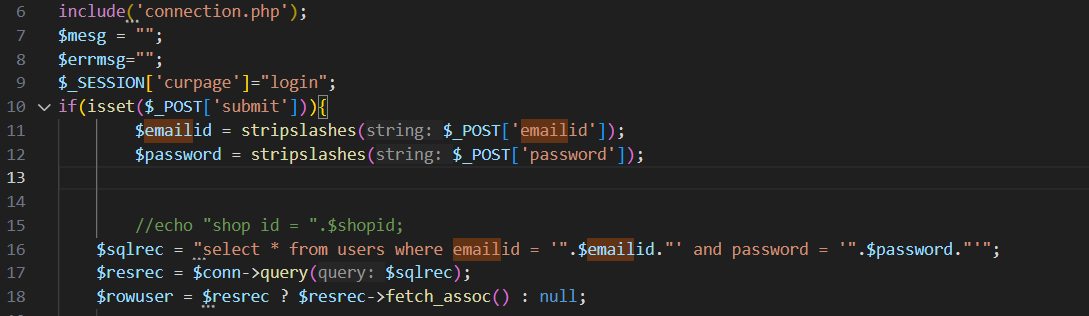 6 include('connection.php');
7 $mesg = "";
8 $errmsg="";
9 $_SESSION['curpage']="login";
10 if(isset($_POST['submit'])){
11 $emailid = stripslashes(string: $_POST['emailid']);
12 $password = stripslashes(string: $_POST['password']);
13
14
15 //echo "shop id = ".$shopid;
16 $sqlrec = "select * from users where emailid = '".$emailid."' and password = '".$password."'";
17 $resrec = $conn->query(query: $sqlrec);
18 $rowuser = $resrec ? $resrec->fetch_assoc() : null;